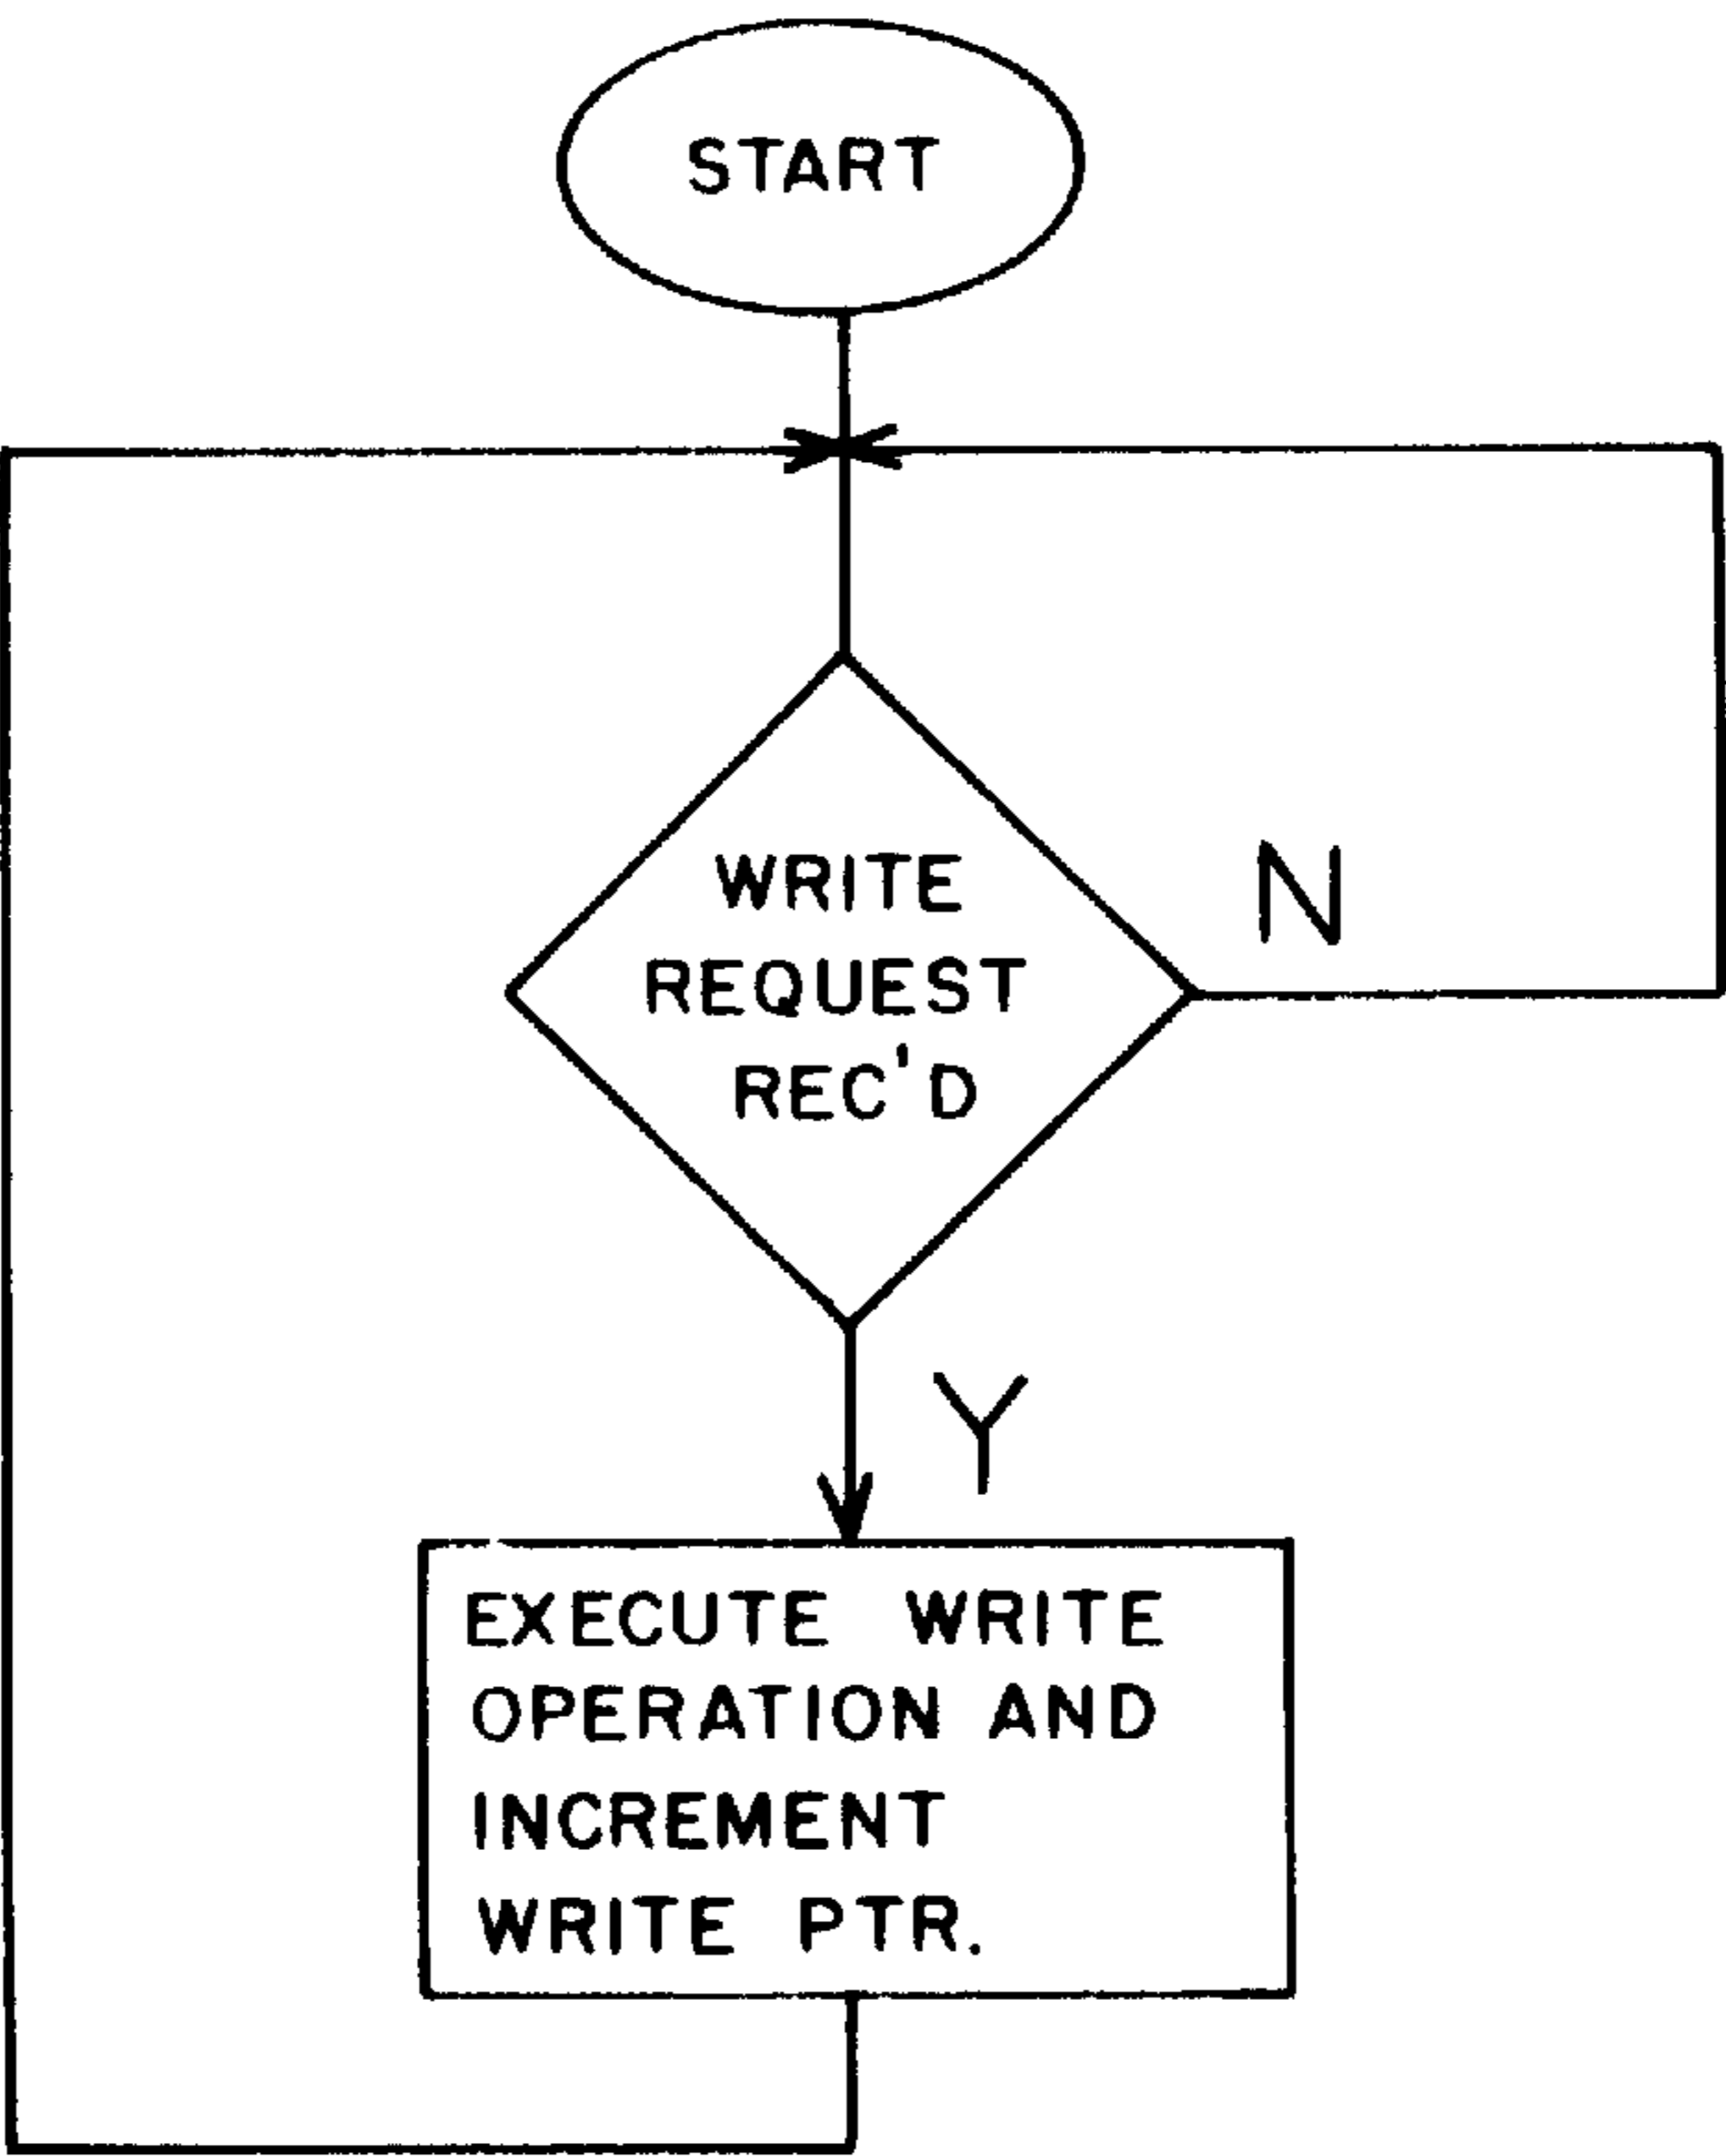 START
WRITE
REQUEST
REC'D
N
Y
EXECUTE WRITE
OPERATION AND
INCREMENT
WRITE PTR.